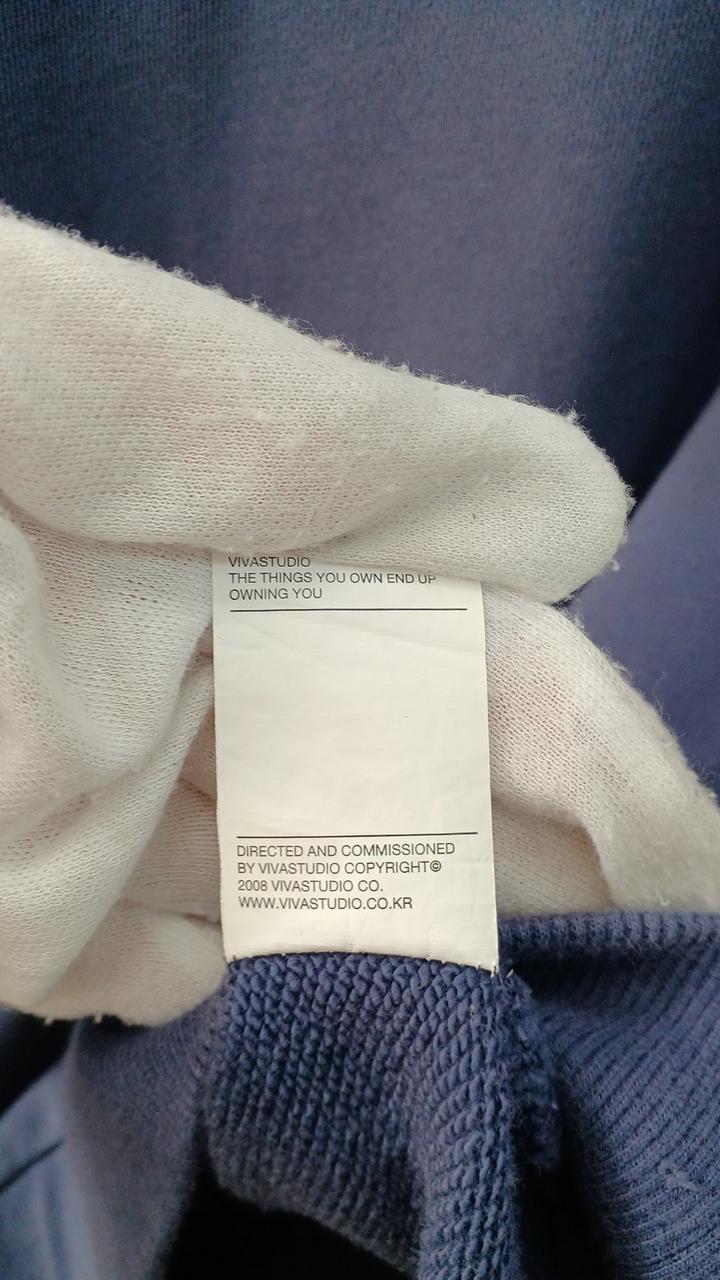 VIVASTUDIO
THE THINGS YOU OWN END UP
OWNING YOU
DIRECTED AND COMMISSIONED
BY VIVASTUDIO COPYRIGHT©
2008 VIVASTUDIO CO.
WWW.VIVASTUDIO.CO.KR